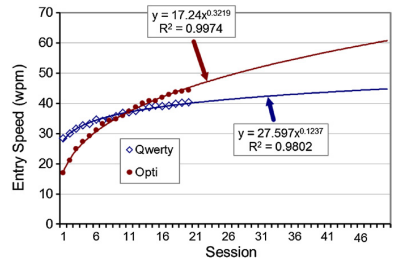 70
60
50
40
30
20
10
0
Entry Speed (wpm)
y = 17.24x^0.3219
R² = 0.9974
y = 27.597x^0.1237
R² = 0.9802
Qwerty
Opti
1 6 11 16 21 26 31 36 41 46
Session